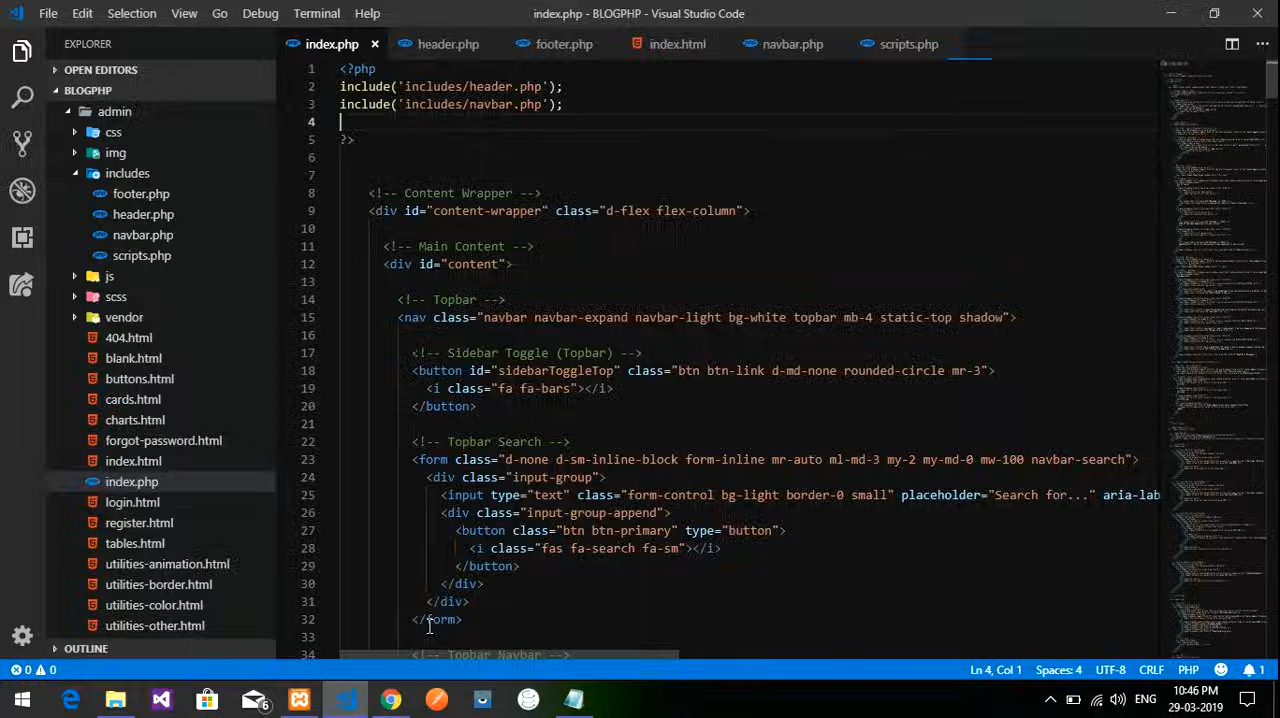 File Edit Selection View Go Debug Terminal Help
index.php - BLOGPHP - Visual Studio Code
EXPLORER
OPEN EDITORS
BLOGPHP
admin
css
img
includes
footer.php
header.php
navbar.php
scripts.php
js
scss
vendor
404.html
blank.html
buttons.html
cards.html
charts.html
forgot-password.html
index.html
index.php
login.html
register.html
tables.html
utilities-animation.html
utilities-border.html
utilities-color.html
utilities-other.html
OUTLINE
index.php header.php footer.php index.html navbar.php scripts.php
1 <?php
2 include('includes/header.php');
3 include('includes/navbar.php');
4
5 ?>
6
7
8 <!-- Content Wrapper -->
9 <div id="content-wrapper" class="d-flex flex-column">
10
11 <!-- Main Content -->
12 <div id="content">
13
14 <!-- Topbar -->
15 <nav class="navbar navbar-expand navbar-light bg-white topbar mb-4 static-top shadow">
16
17 <!-- Sidebar Toggle (Topbar) -->
18 <button id="sidebarToggleTop" class="btn btn-link d-md-none rounded-circle mr-3">
19 <i class="fa fa-bars"></i>
20 </button>
21
22 <!-- Topbar Search -->
23 <form class= d-sm-inline-block form-inline mr-auto ml-md-3 my-2 my-md-0 mw-100 navbar-search">
24 <div class="input-group">
25 <input type="text" class="form-control bg-light border-0 small" placeholder="Search for..." aria-lab
26 <div class="input-group-append">
27 <button class="btn btn-primary" type="button">
28 <i class="fas fa-search fa-sm"></i>
29 </button>
30 </div>
31 </div>
32 </form>
33
34 <!-- Topbar Navbar -->
0 0
Ln 4, Col 1 Spaces: 4 UTF-8 CRLF PHP 1
6
ENG
10:46 PM
29-03-2019